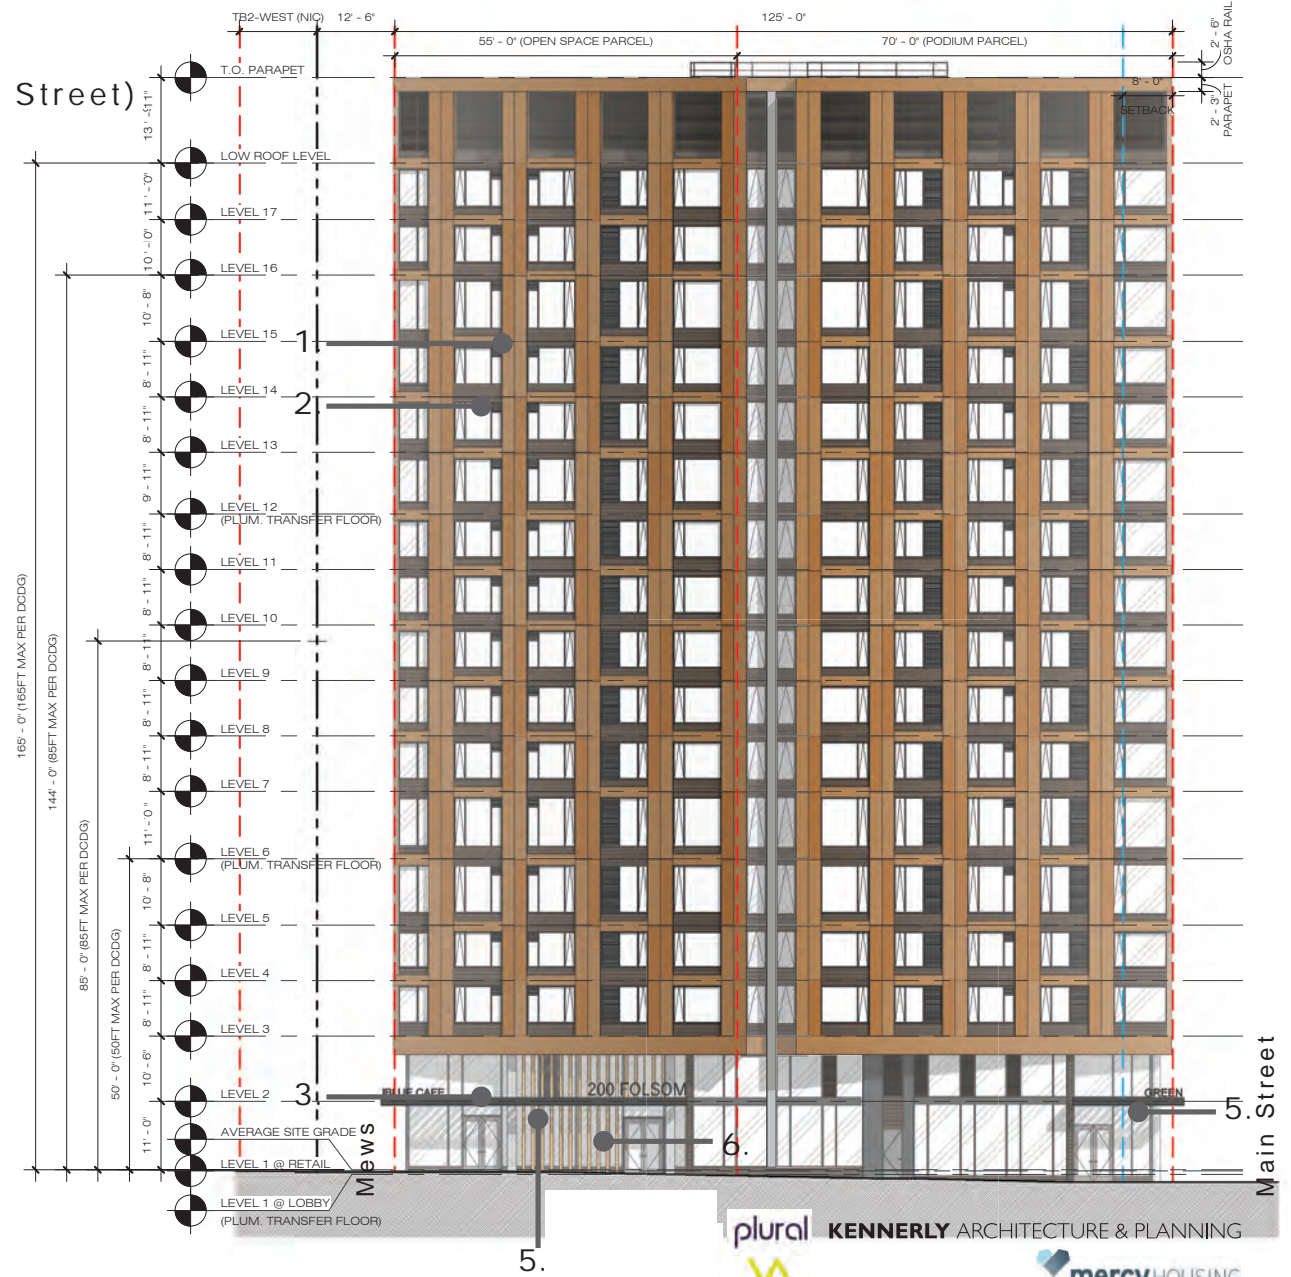 TB2-WEST (NIC)
12' - 6"
125' - 0"
55' - 0" (OPEN SPACE PARCEL)
70' - 0" (PODIUM PARCEL)
2' - 6"
OSHA RAIL
8' - 0"
SETBACK
2' - 3"
PARAPET
Street)
T.O. PARAPET
13' - 11"
LOW ROOF LEVEL
11' - 0"
LEVEL 17
10' - 0"
LEVEL 16
10' - 8"
LEVEL 15
1.
8' - 11"
LEVEL 14
2.
8' - 11"
LEVEL 13
9' - 11"
LEVEL 12
(PLUM. TRANSFER FLOOR)
8' - 11"
LEVEL 11
8' - 11"
LEVEL 10
8' - 11"
LEVEL 9
8' - 11"
LEVEL 8
8' - 11"
LEVEL 7
11' - 0"
LEVEL 6
(PLUM. TRANSFER FLOOR)
10' - 8"
LEVEL 5
8' - 11"
LEVEL 4
8' - 11"
LEVEL 3
10' - 6"
LEVEL 2
3.
11' - 0"
AVERAGE SITE GRADE
LEVEL 1 @ RETAIL
LEVEL 1 @ LOBBY
(PLUM. TRANSFER FLOOR)
165' - 0" (165FT MAX PER DCDG)
144' - 0" (85FT MAX PER DCDG)
85' - 0" (85FT MAX PER DCDG)
50' - 0" (50FT MAX PER DCDG)
BLUE CAFE
200 FOLSOM
GREEN
5.
6.
5.
Mews
Main Street
plural KENNERLY ARCHITECTURE & PLANNING
mercy HOUSING